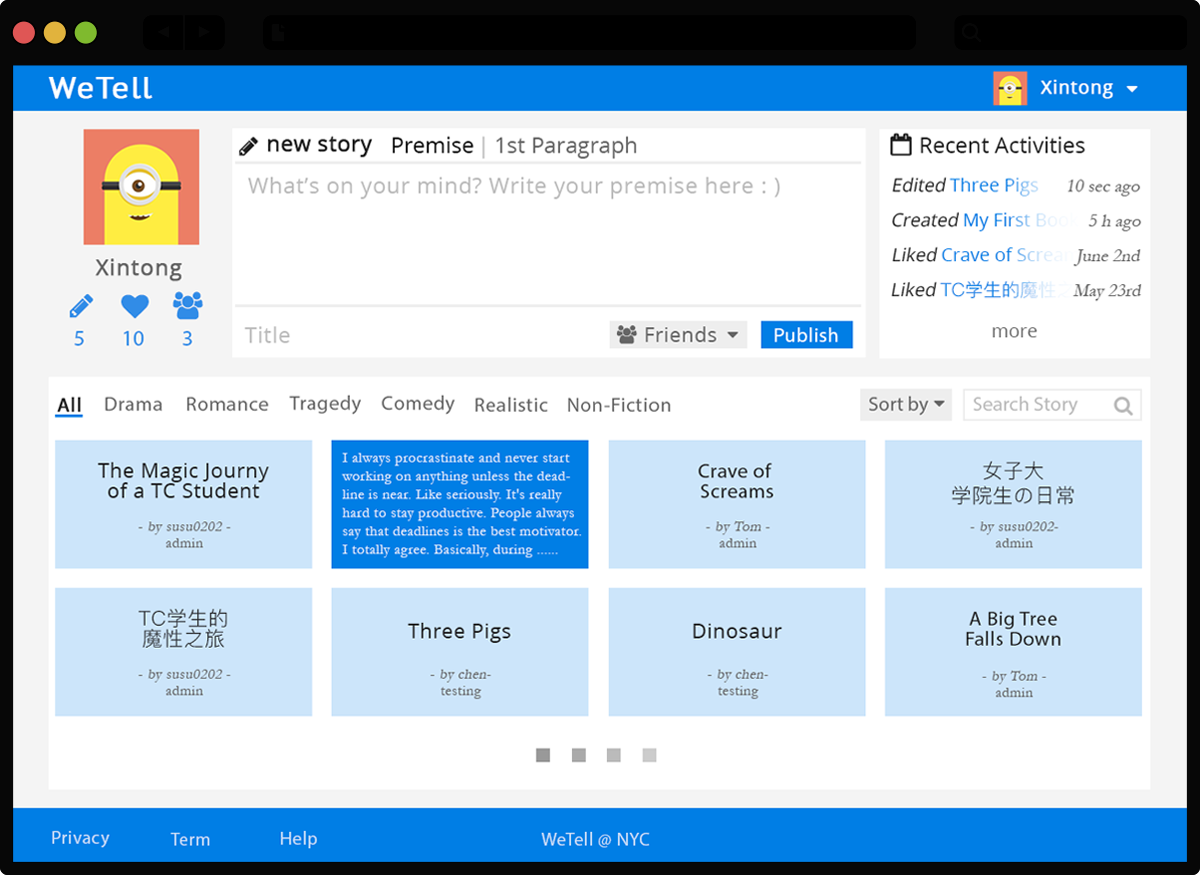 WeTell
Xintong
Xintong
5 10 3
new story Premise | 1st Paragraph
What's on your mind? Write your premise here : )
Title
Friends
Publish
Recent Activities
Edited Three Pigs 10 sec ago
Created My First Boo 5 h ago
Liked Crave of Screa June 2nd
Liked TC学生的魔性之 May 23rd
more
All Drama Romance Tragedy Comedy Realistic Non-Fiction
Sort by
Search Story
The Magic Journy
of a TC Student
- by susu0202 -
admin
I always procrastinate and never start
working on anything unless the dead-
line is near. Like seriously. It's really
hard to stay productive. People always
say that deadlines is the best motivator.
I totally agree. Basically, during ......
Crave of
Screams
- by Tom -
admin
女子大
学院生の日常
- by susu0202-
admin
TC学生的
魔性之旅
- by susu0202 -
admin
Three Pigs
- by chen-
testing
Dinosaur
- by chen-
testing
A Big Tree
Falls Down
- by Tom -
admin
Privacy Term Help WeTell @ NYC